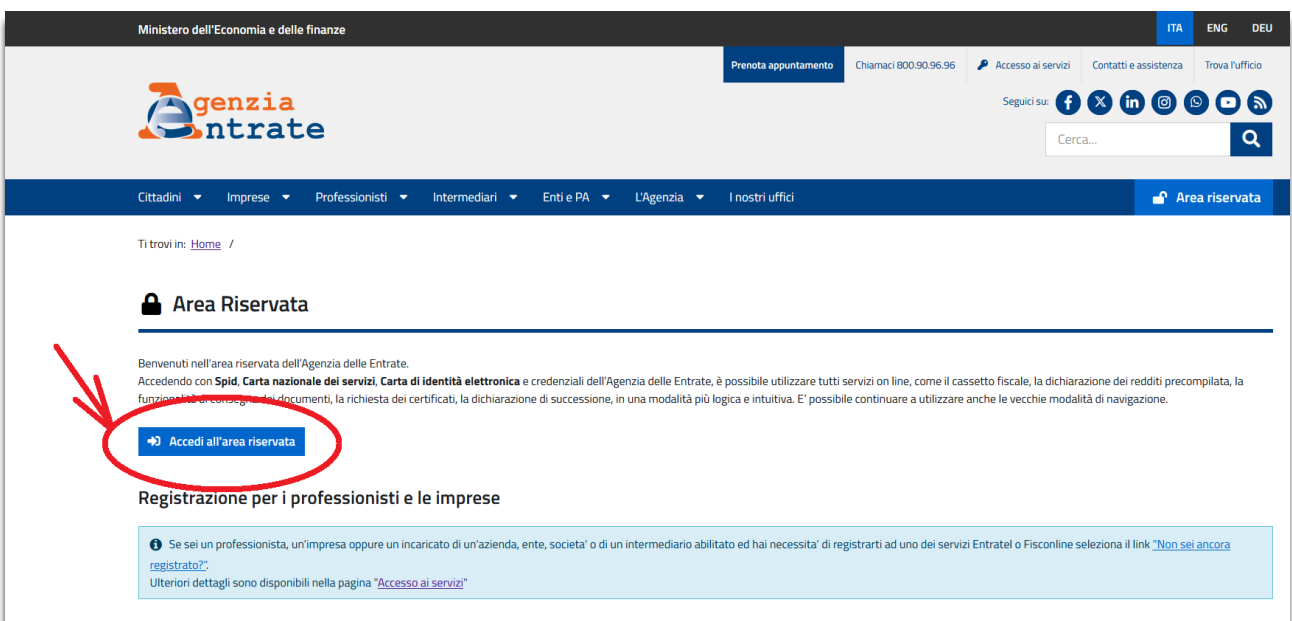 Ministero dell'Economia e delle finanze
ITA ENG DEU
Prenota appuntamento Chiamaci 800.90.96.96 Accesso ai servizi Contatti e assistenza Trova l'ufficio
Agenzia
Entrate
Seguici su:
Cerca...
Cittadini Imprese Professionisti Intermediari Enti e PA L'Agenzia I nostri uffici Area riservata
Ti trovi in: Home /
Area Riservata
Benvenuti nell'area riservata dell'Agenzia delle Entrate.
Accedendo con Spid, Carta nazionale dei servizi, Carta di identità elettronica e credenziali dell'Agenzia delle Entrate, è possibile utilizzare tutti i servizi on line, come il cassetto fiscale, la dichiarazione dei redditi precompilata, la
funzionalità di consegna dei documenti, la richiesta dei certificati, la dichiarazione di successione, in una modalità più logica e intuitiva. E' possibile continuare a utilizzare anche le vecchie modalità di navigazione.
Accedi all'area riservata
Registrazione per i professionisti e le imprese
Se sei un professionista, un'impresa oppure un incaricato di un'azienda, ente, societa' o di un intermediario abilitato ed hai necessita' di registrarti ad uno dei servizi Entratel o Fisconline seleziona il link "Non sei ancora
registrato?".
Ulteriori dettagli sono disponibili nella pagina "Accesso ai servizi"